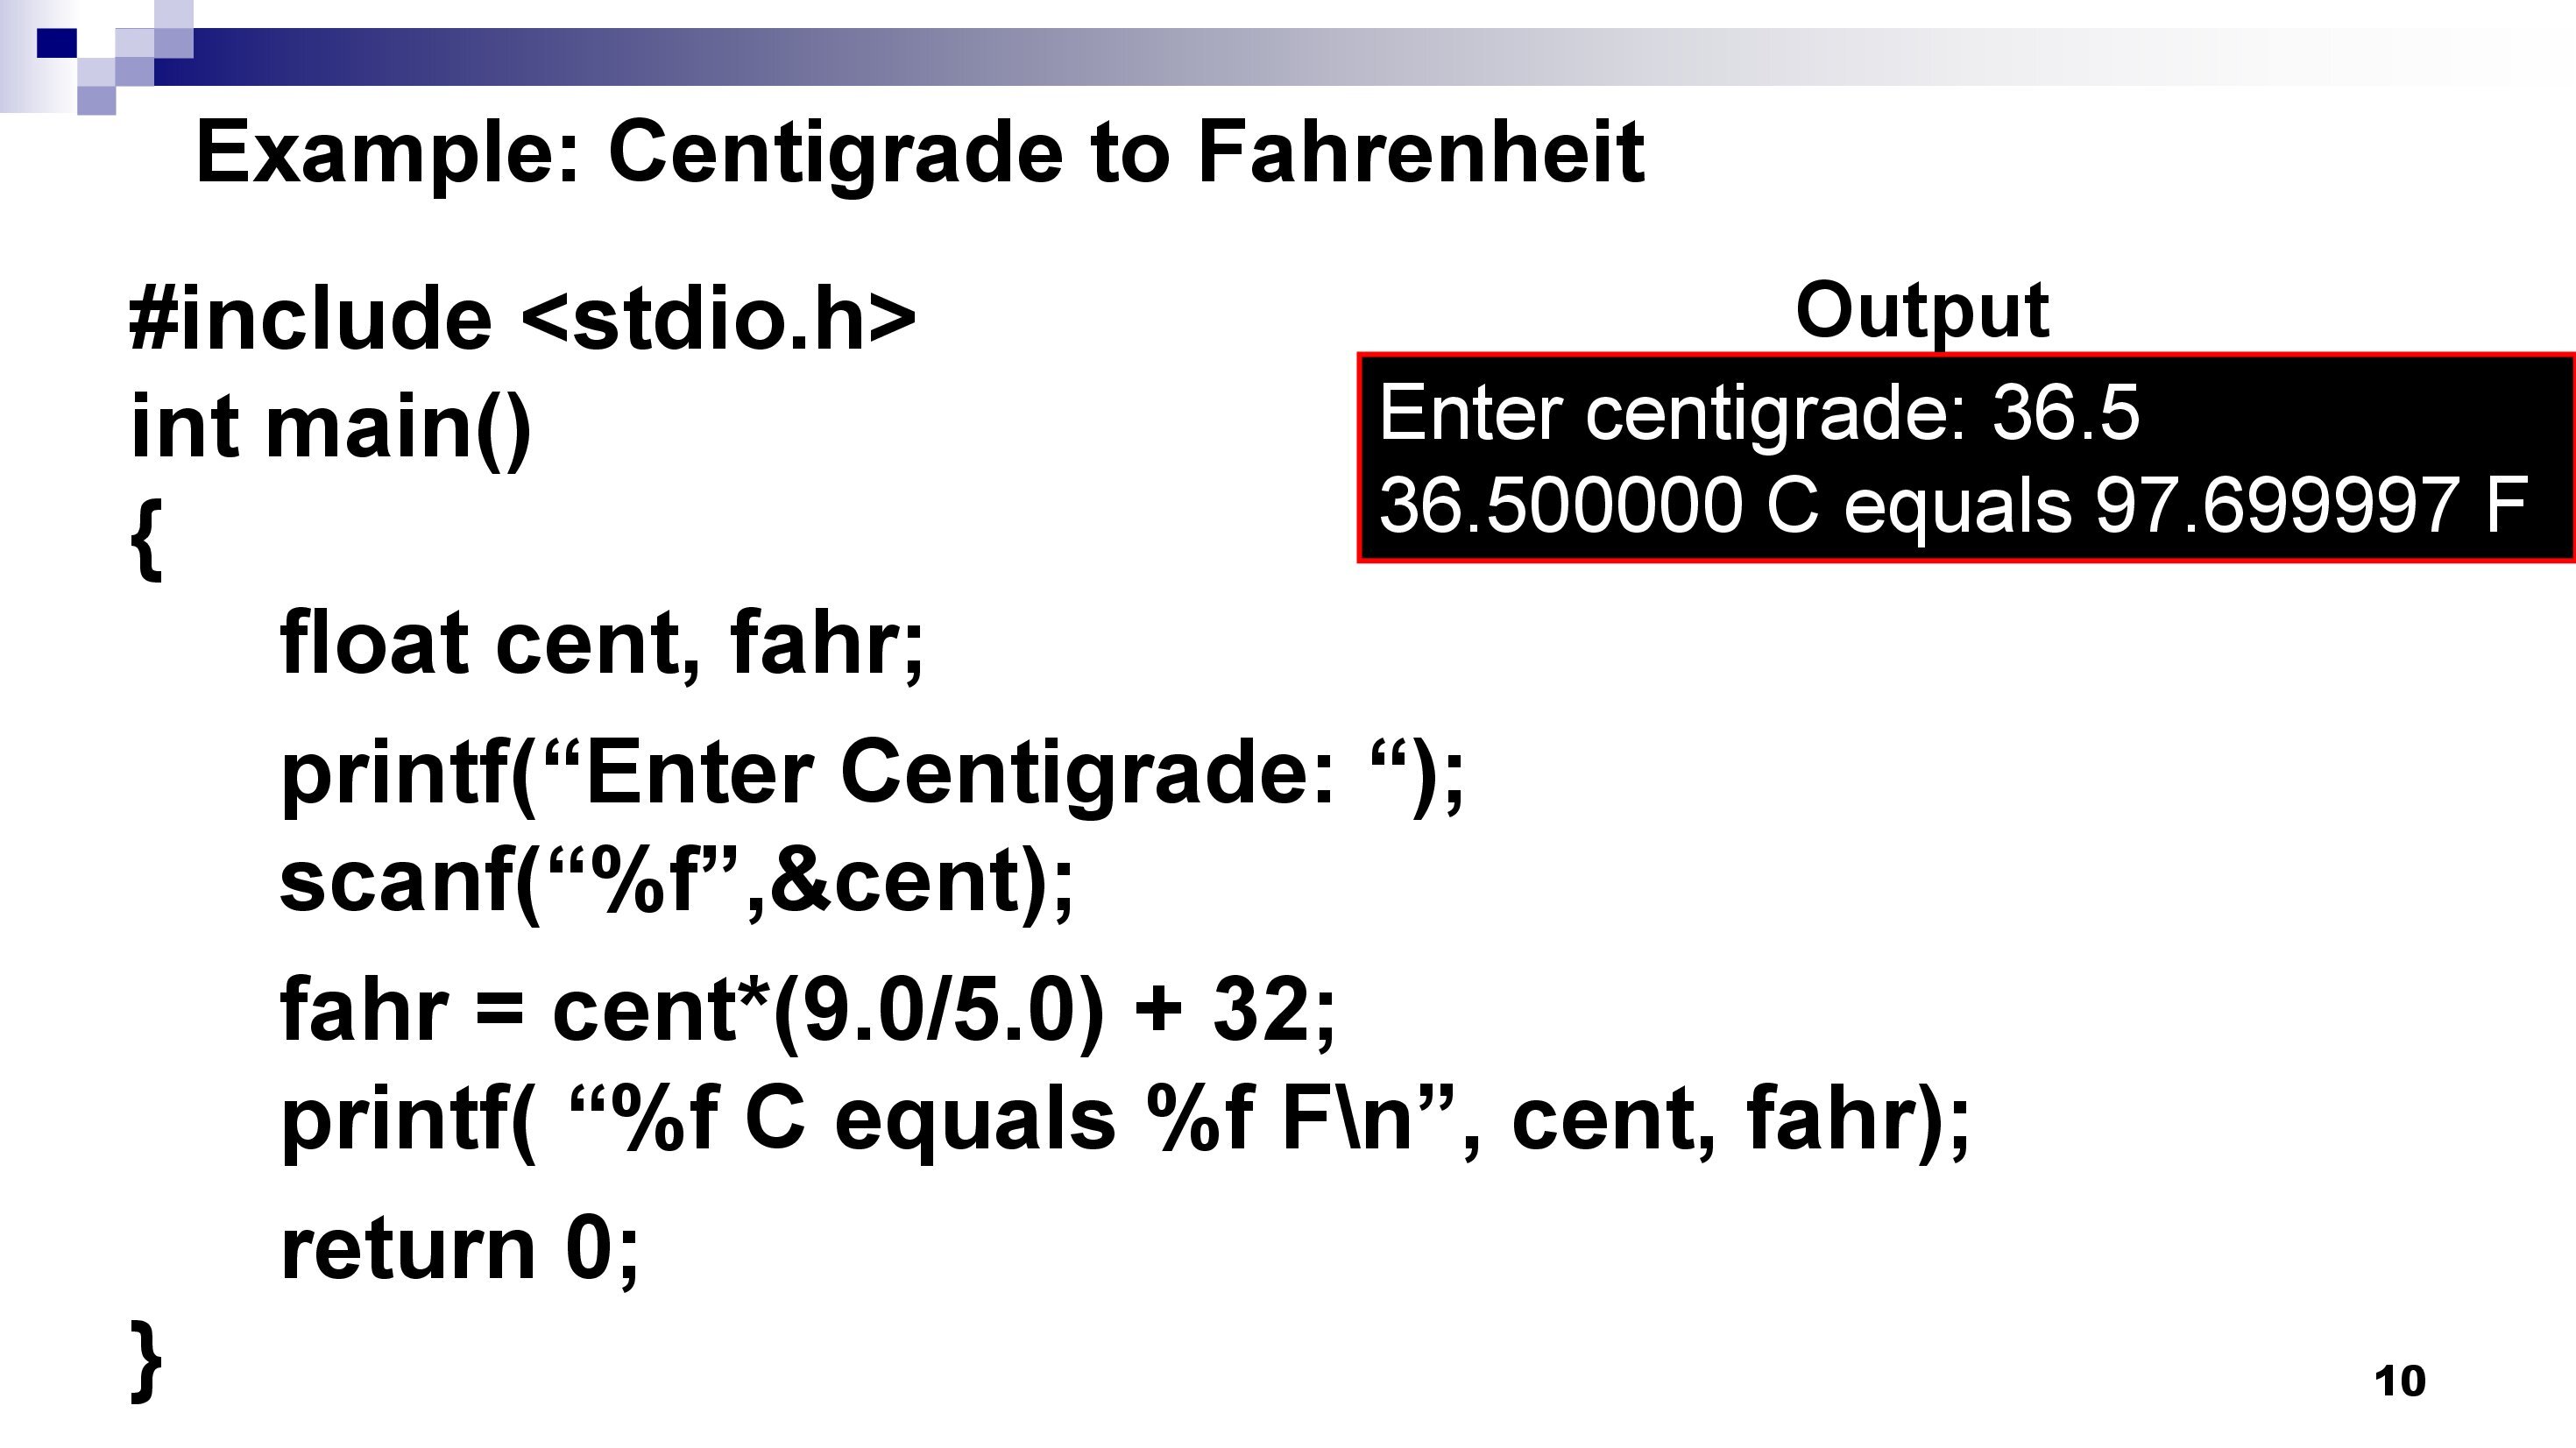 Example: Centigrade to Fahrenheit
#include <stdio.h>
int main()
{
float cent, fahr;
printf(“Enter Centigrade: “);
scanf(“%f”,&cent);
fahr = cent*(9.0/5.0) + 32;
printf( “%f C equals %f F\n”, cent, fahr);
return 0;
}
Output
Enter centigrade: 36.5
36.500000 C equals 97.699997 F
10